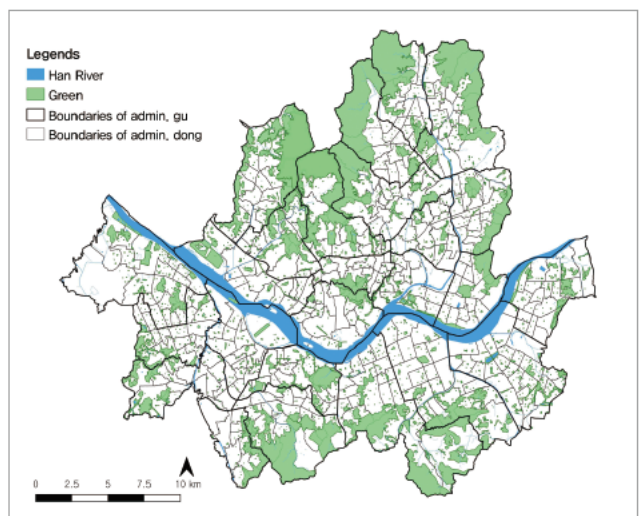 Legends
Han River
Green
Boundaries of admin, gu
Boundaries of admin, dong
0 2.5 5 7.5 10 km